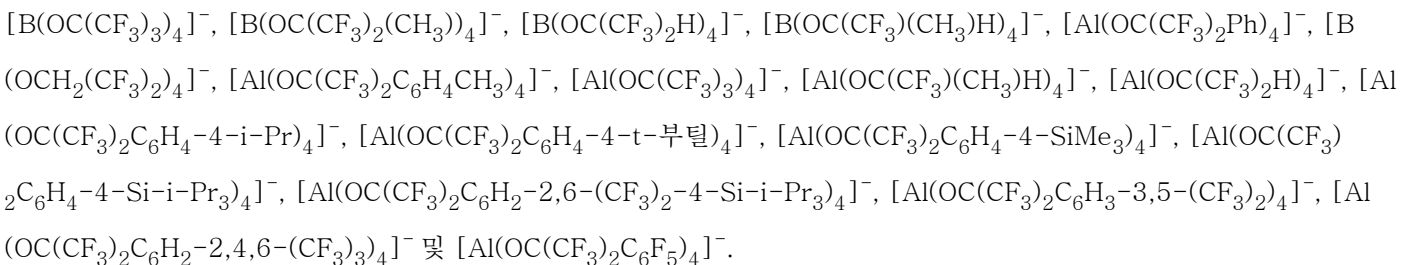 [B(OC(CF₃)₃)₄]⁻, [B(OC(CF₃)₂(CH₃))₄]⁻, [B(OC(CF₃)₂H)₄]⁻, [B(OC(CF₃)(CH₃)H)₄]⁻, [Al(OC(CF₃)₂Ph)₄]⁻, [B
(OCH₂(CF₃)₂)₄]⁻, [Al(OC(CF₃)₂C₆H₄CH₃)₄]⁻, [Al(OC(CF₃)₃)₄]⁻, [Al(OC(CF₃)(CH₃)H)₄]⁻, [Al(OC(CF₃)₂H)₄]⁻, [Al
(OC(CF₃)₂C₆H₄-4-i-Pr)₄]⁻, [Al(OC(CF₃)₂C₆H₄-4-t-부틸)₄]⁻, [Al(OC(CF₃)₂C₆H₄-4-SiMe₃)₄]⁻, [Al(OC(CF₃)
₂C₆H₄-4-Si-i-Pr₃)₄]⁻, [Al(OC(CF₃)₂C₆H₂-2,6-(CF₃)₂-4-Si-i-Pr₃)₄]⁻, [Al(OC(CF₃)₂C₆H₃-3,5-(CF₃)₂)₄]⁻, [Al
(OC(CF₃)₂C₆H₂-2,4,6-(CF₃)₃)₄]⁻ 및 [Al(OC(CF₃)₂C₆F₅)₄]⁻.